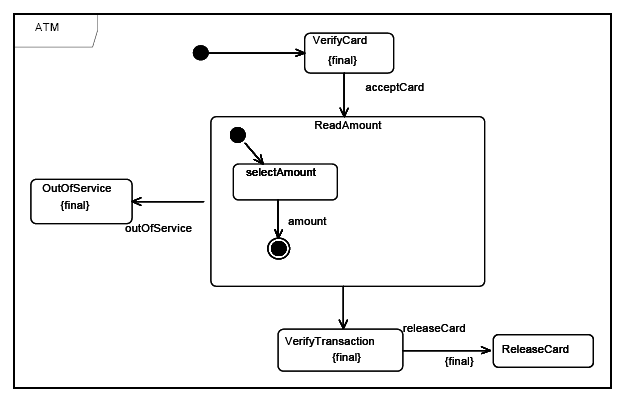 ATM
VerifyCard
{final}
acceptCard
ReadAmount
selectAmount
amount
OutOfService
{final}
outOfService
VerifyTransaction
{final}
releaseCard
{final}
ReleaseCard